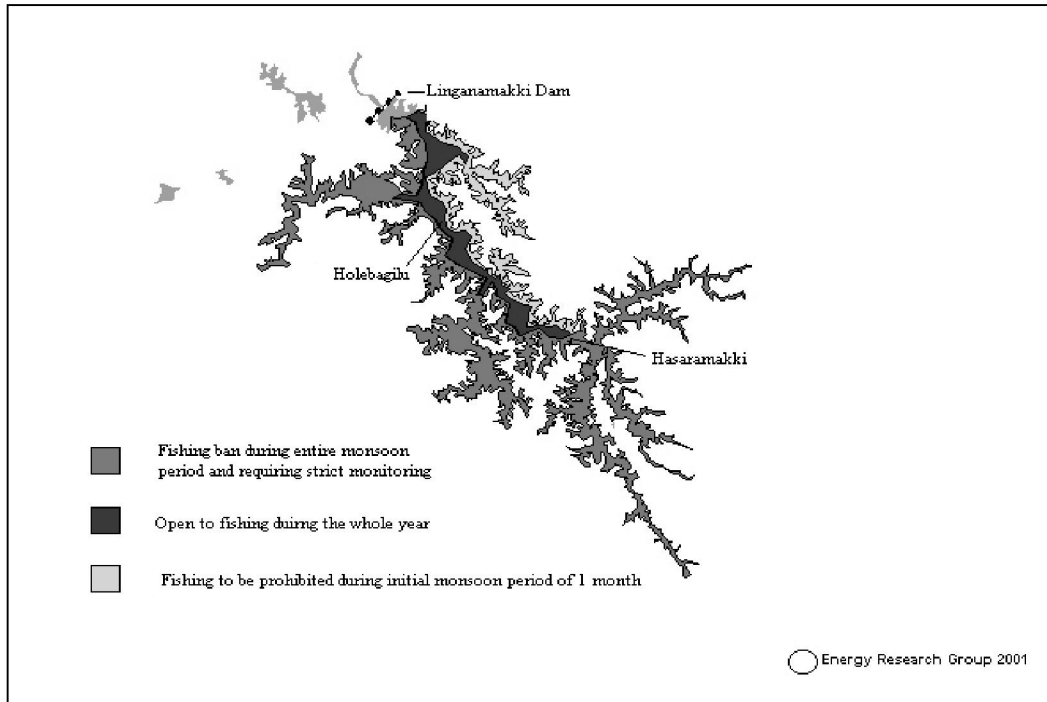 Linganamakki Dam
Holebagilu
Hasaramakki
Fishing ban during entire monsoon
period and requiring strict monitoring
Open to fishing duirng the whole year
Fishing to be prohibited during initial monsoon period of 1 month
Energy Research Group 2001